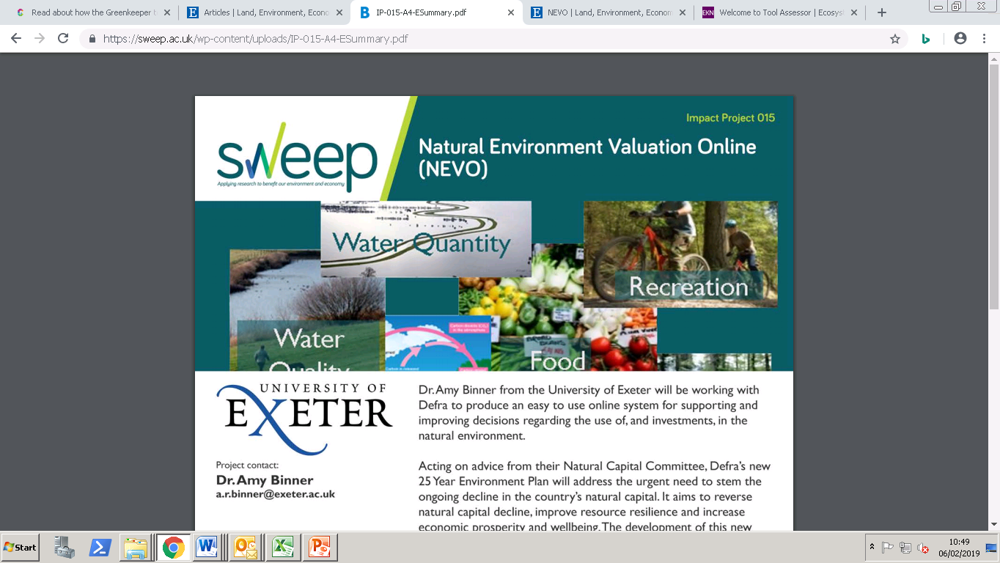 Read about how the Greenkeeper t
Articles | Land, Environment, Econo
IP-015-A4-ESummary.pdf
NEVO | Land, Environment, Econom
EKN
Welcome to Tool Assessor | Ecosyst
https://sweep.ac.uk/wp-content/uploads/IP-015-A4-ESummary.pdf
Impact Project 015
sweep
Applying research to benefit our environment and economy
Natural Environment Valuation Online
(NEVO)
Water Quantity
Recreation
Water
Quality
Carbon dioxide (CO2)
in the atmosphere
Food
UNIVERSITY OF
EXETER
Project contact:
Dr. Amy Binner
a.r.binner@exeter.ac.uk
Dr. Amy Binner from the University of Exeter will be working with
Defra to produce an easy to use online system for supporting and
improving decisions regarding the use of, and investments, in the
natural environment.
Acting on advice from their Natural Capital Committee, Defra's new
25 Year Environment Plan will address the urgent need to stem the
ongoing decline in the country's natural capital. It aims to reverse
natural capital decline, improve resource resilience and increase
economic prosperity and wellbeing. The development of this new
Start
10:49
06/02/2019